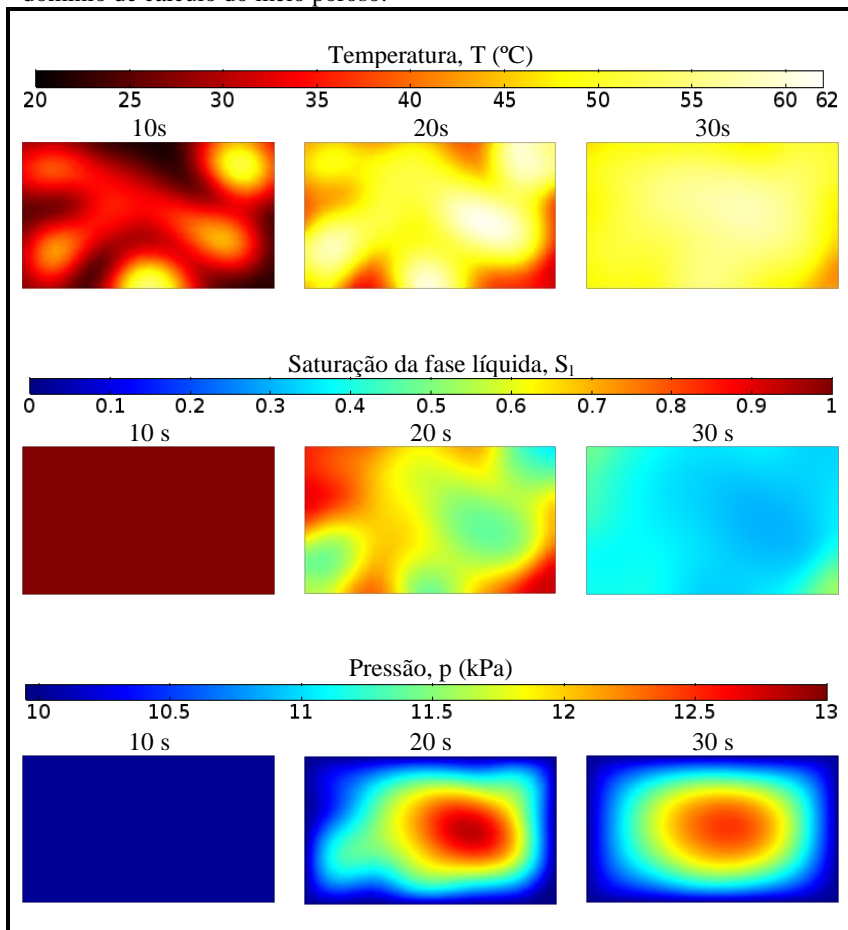 domínio de cálculo do meio poroso.
Temperatura, T (ºC)
20 25 30 35 40 45 50 55 60 62
10s 20s 30s
Saturação da fase líquida, Sₗ
0 0.1 0.2 0.3 0.4 0.5 0.6 0.7 0.8 0.9 1
10 s 20 s 30 s
Pressão, p (kPa)
10 10.5 11 11.5 12 12.5 13
10 s 20 s 30 s